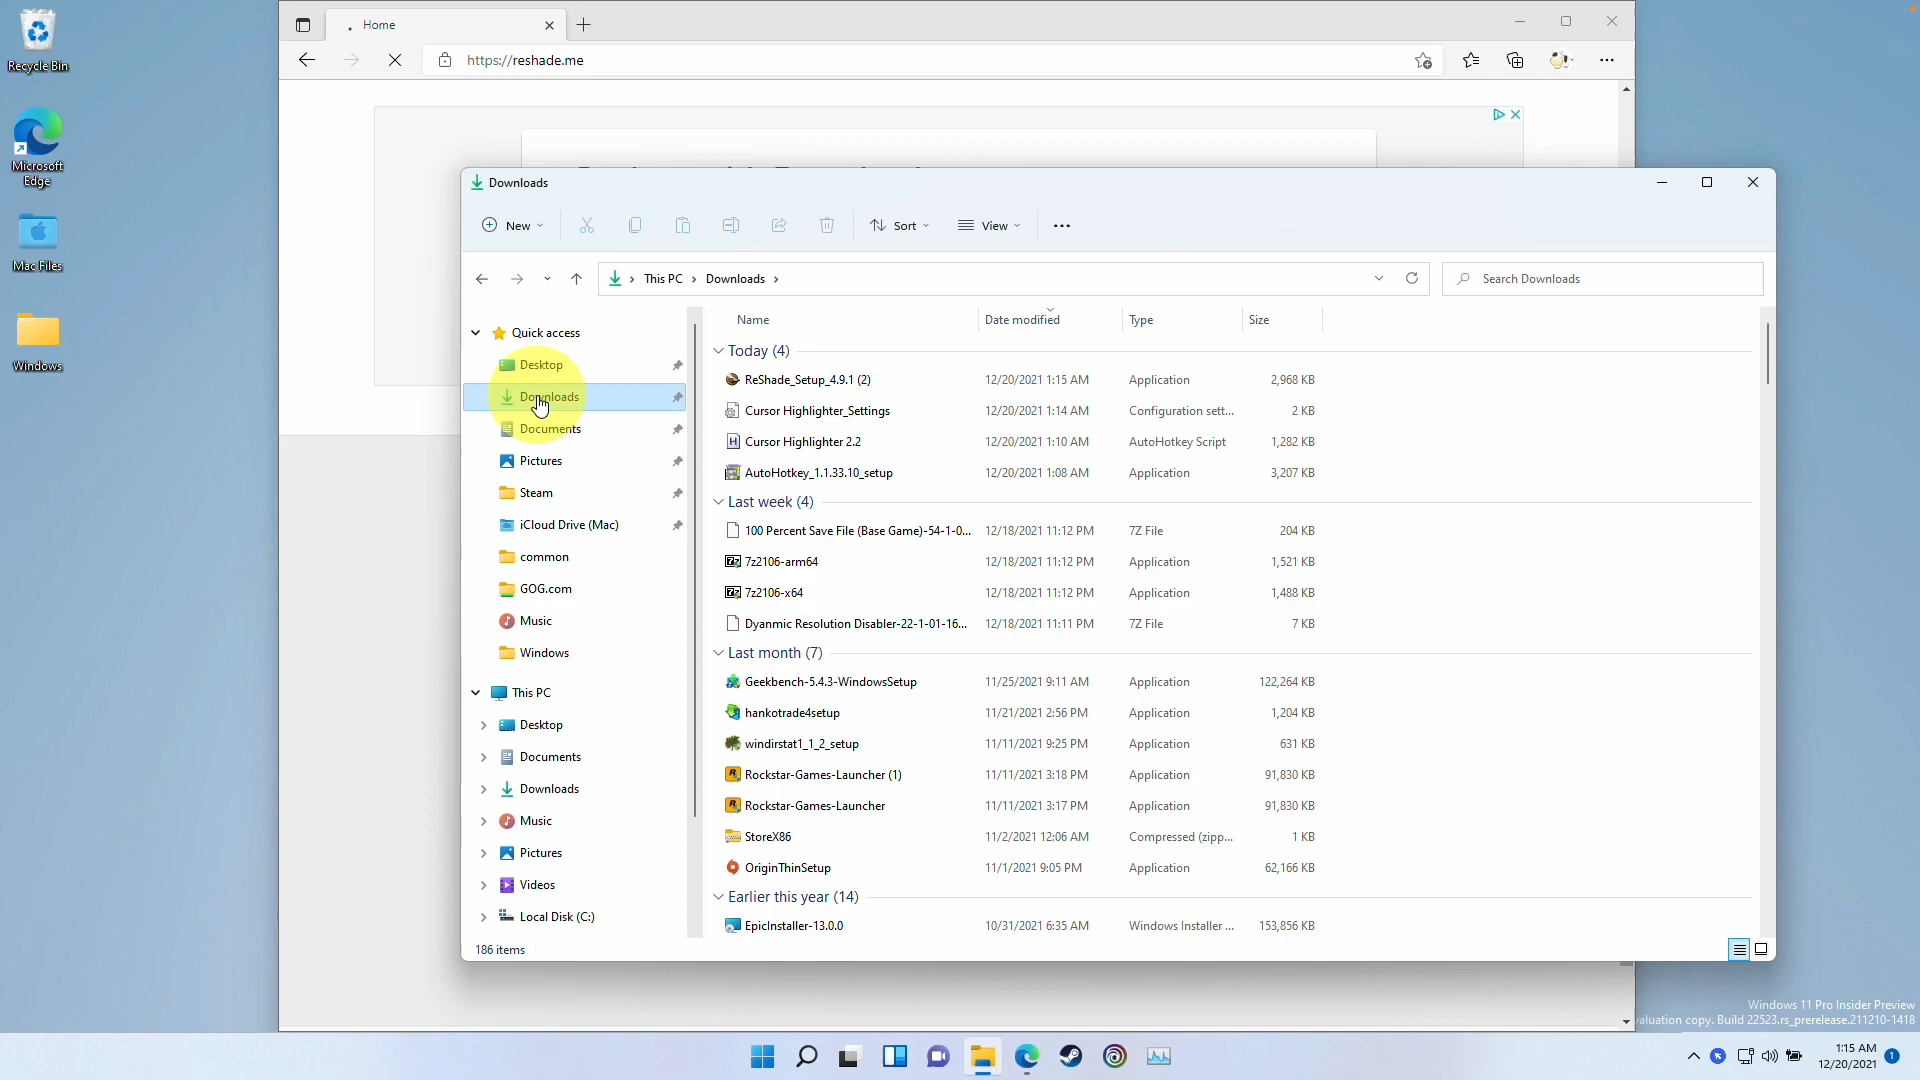 Recycle Bin
Microsoft
Edge
Mac Files
Windows
Home
https://reshade.me
Downloads
New
Sort
View
This PC
Downloads
Search Downloads
Quick access
Desktop
Downloads
Documents
Pictures
Steam
iCloud Drive (Mac)
common
GOG.com
Music
Windows
This PC
Desktop
Documents
Downloads
Music
Pictures
Videos
Local Disk (C:)
Name Date modified Type Size
Today (4)
ReShade_Setup_4.9.1 (2) 12/20/2021 1:15 AM Application 2,968 KB
Cursor Highlighter_Settings 12/20/2021 1:14 AM Configuration sett... 2 KB
Cursor Highlighter 2.2 12/20/2021 1:10 AM AutoHotkey Script 1,282 KB
AutoHotkey_1.1.33.10_setup 12/20/2021 1:08 AM Application 3,207 KB
Last week (4)
100 Percent Save File (Base Game)-54-1-0... 12/18/2021 11:12 PM 7Z File 204 KB
7z2106-arm64 12/18/2021 11:12 PM Application 1,521 KB
7z2106-x64 12/18/2021 11:12 PM Application 1,488 KB
Dyanmic Resolution Disabler-22-1-01-16... 12/18/2021 11:11 PM 7Z File 7 KB
Last month (7)
Geekbench-5.4.3-WindowsSetup 11/25/2021 9:11 AM Application 122,264 KB
hankotrade4setup 11/21/2021 2:56 PM Application 1,204 KB
windirstat1_1_2_setup 11/11/2021 9:25 PM Application 631 KB
Rockstar-Games-Launcher (1) 11/11/2021 3:18 PM Application 91,830 KB
Rockstar-Games-Launcher 11/11/2021 3:17 PM Application 91,830 KB
StoreX86 11/2/2021 12:06 AM Compressed (zipp... 1 KB
OriginThinSetup 11/1/2021 9:05 PM Application 62,166 KB
Earlier this year (14)
EpicInstaller-13.0.0 10/31/2021 6:35 AM Windows Installer ... 153,856 KB
186 items
Windows 11 Pro Insider Preview
aluation copy. Build 22523.rs_prerelease.211210-1418
1:15 AM
12/20/2021
1